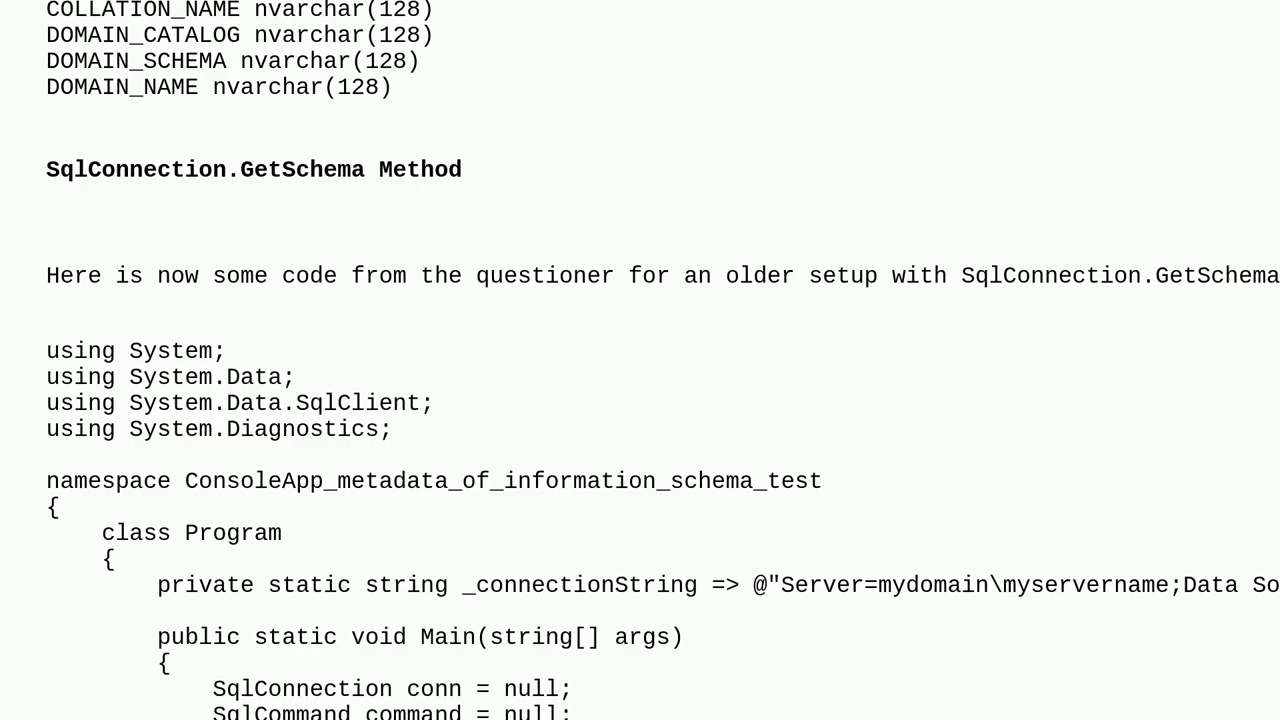 COLLATION_NAME nvarchar(128)
DOMAIN_CATALOG nvarchar(128)
DOMAIN_SCHEMA nvarchar(128)
DOMAIN_NAME nvarchar(128)
SqlConnection.GetSchema Method
Here is now some code from the questioner for an older setup with SqlConnection.GetSchema
using System;
using System.Data;
using System.Data.SqlClient;
using System.Diagnostics;
namespace ConsoleApp_metadata_of_information_schema_test
{
    class Program
    {
        private static string _connectionString => @"Server=mydomain\myservername;Data So
        public static void Main(string[] args)
        {
            SqlConnection conn = null;
            SqlCommand command = null;